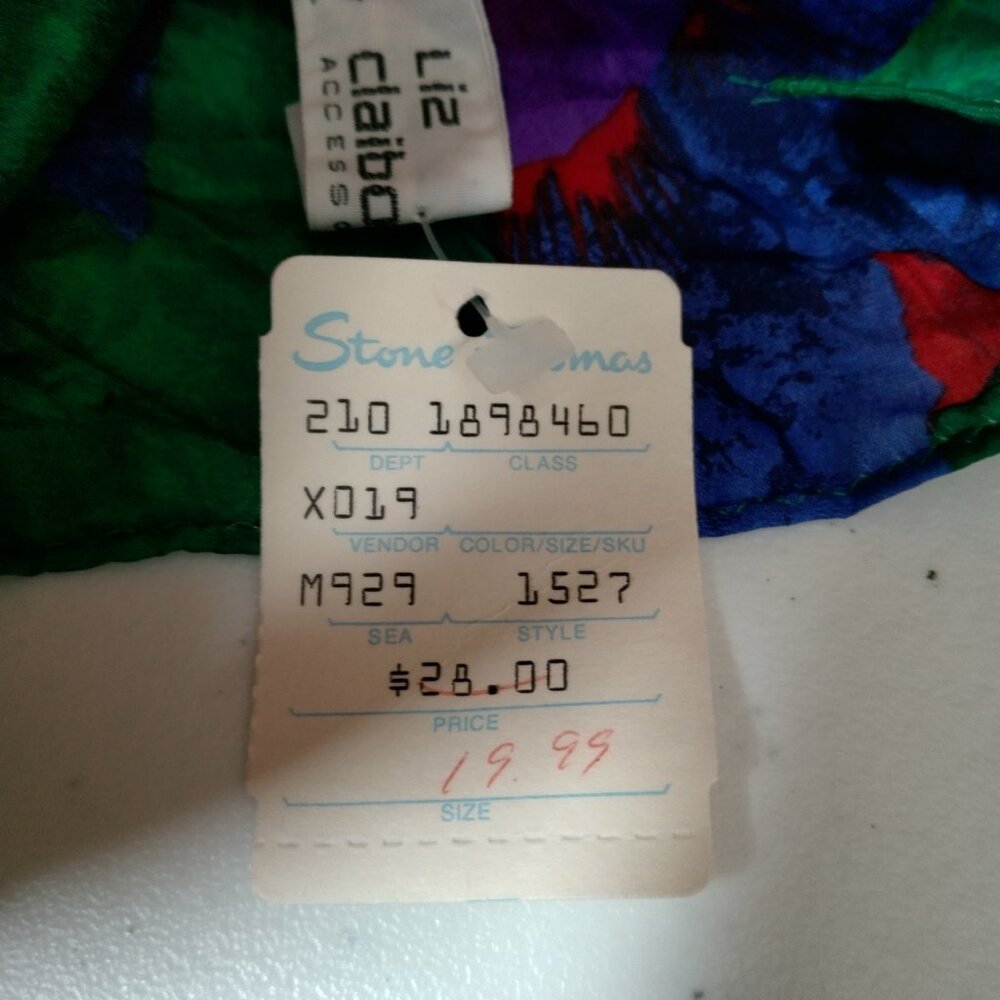 Liz
claibo
ACCESSO
Stone mas
210 1898460
DEPT CLASS
X019
VENDOR COLOR/SIZE/SKU
M929 1527
SEA STYLE
$28.00
PRICE
19.99
SIZE